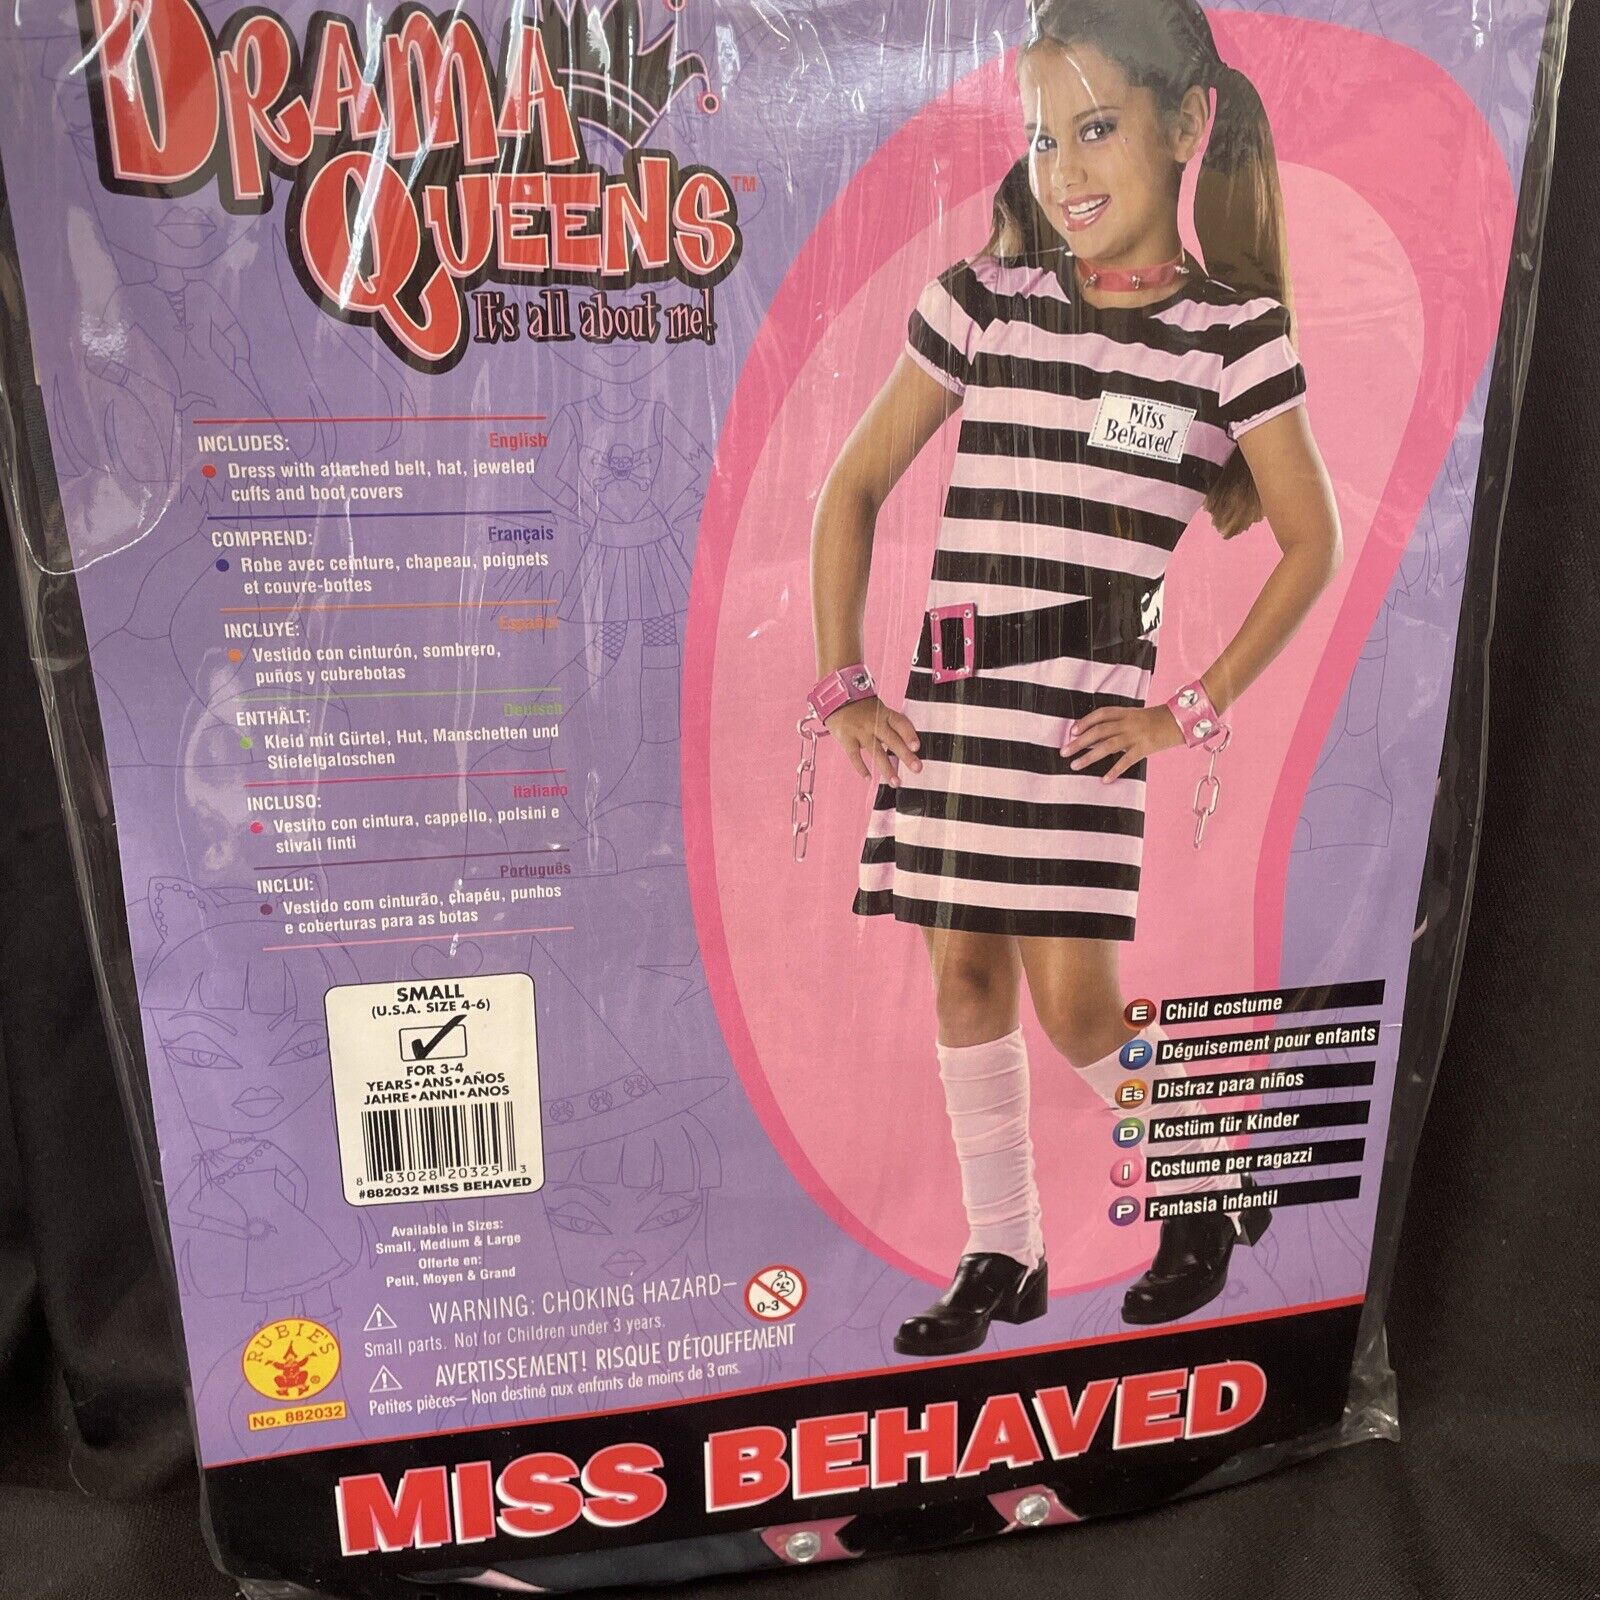 DRAMA
QUEENS™
It's all about me!
INCLUDES: English
Dress with attached belt, hat, jeweled
cuffs and boot covers
COMPREND: Français
Robe avec ceinture, chapeau, poignets
et couvre-bottes
INCLUYE: Español
Vestido con cinturón, sombrero,
puños y cubrebotas
ENTHÄLT: Deutsch
Kleid mit Gürtel, Hut, Manschetten und
Stiefelgaloschen
INCLUSO: Italiano
Vestito con cintura, cappello, polsini e
stivali finti
INCLUI: Português
Vestido com cinturão, chapéu, punhos
e coberturas para as botas
Miss
Behaved
SMALL
(U.S.A. SIZE 4-6)
FOR 3-4
YEARS•ANS•AÑOS
JAHRE•ANNI•ANOS
8 83028 20325 3
#882032 MISS BEHAVED
Available in Sizes:
Small, Medium & Large
Offerte en:
Petit, Moyen & Grand
E Child costume
F Déguisement pour enfants
Es Disfraz para niños
D Kostüm für Kinder
I Costume per ragazzi
P Fantasia infantil
WARNING: CHOKING HAZARD–
Small parts. Not for Children under 3 years.
0-3
AVERTISSEMENT! RISQUE D'ÉTOUFFEMENT
Petites pièces– Non destiné aux enfants de moins de 3 ans.
RUBIE'S ®
No. 882032
MISS BEHAVED